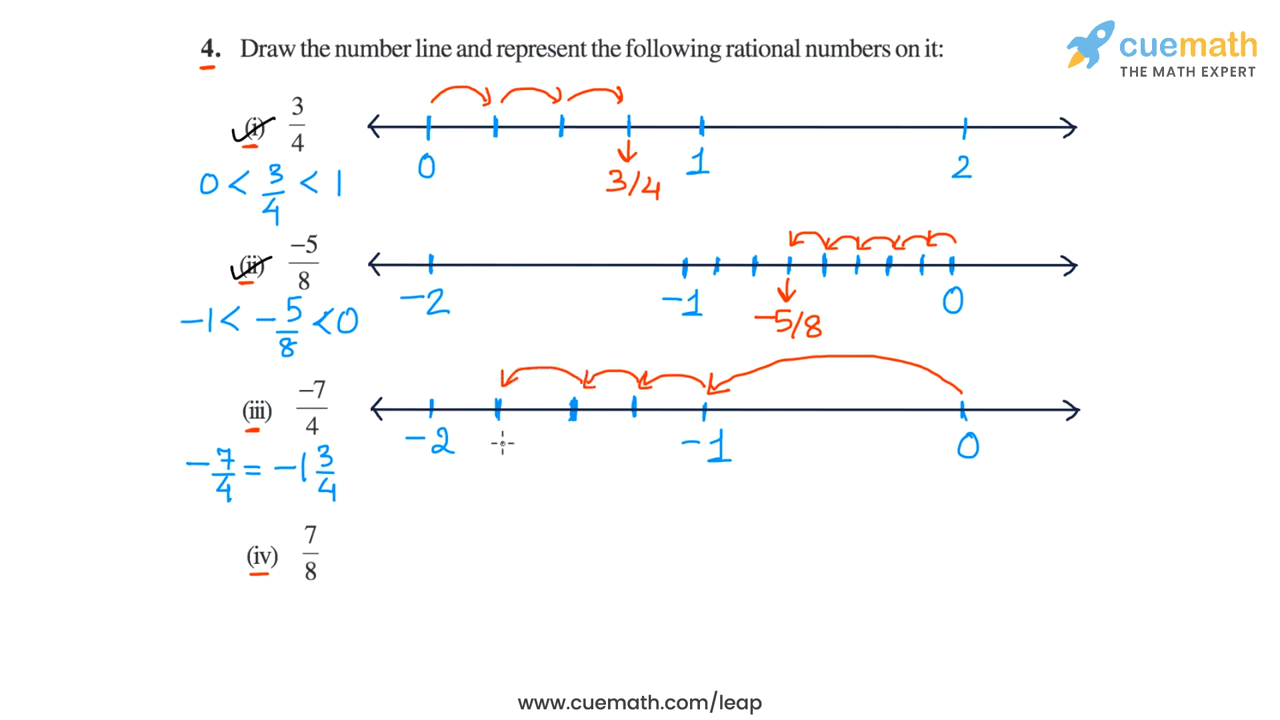 cuemath
THE MATH EXPERT
4. Draw the number line and represent the following rational numbers on it:
(i) 3/4
0 1 2
3/4
0 < 3/4 < 1
(ii) -5/8
-2 -1 0
-5/8
-1 < -5/8 < 0
(iii) -7/4
-2 -1 0
-7/4 = -1 3/4
(iv) 7/8
www.cuemath.com/leap